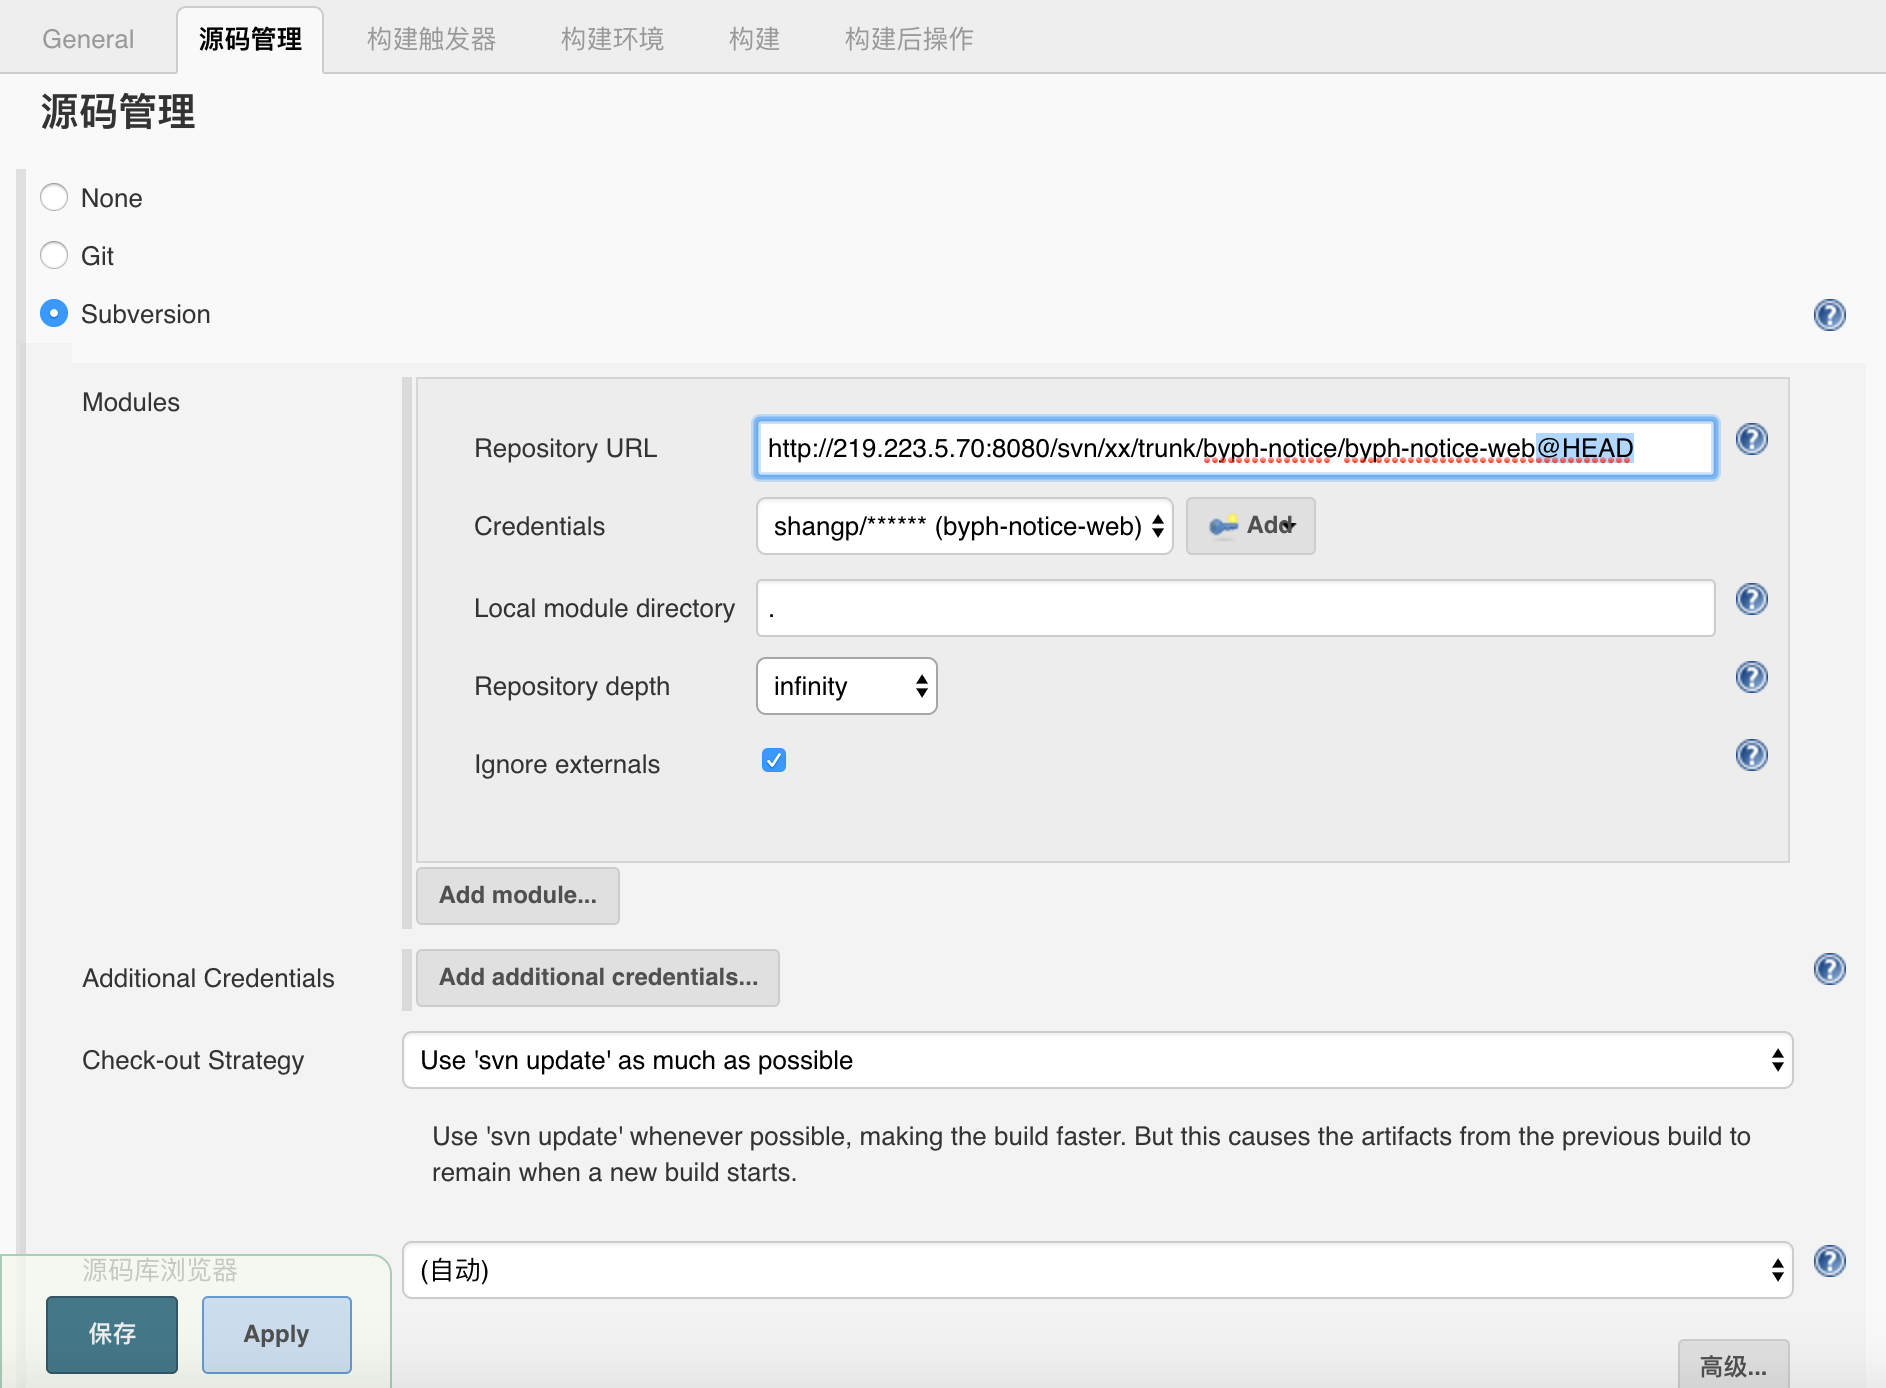 General 源码管理 构建触发器 构建环境 构建 构建后操作
源码管理
None
Git
Subversion
Modules
Repository URL http://219.223.5.70:8080/svn/xx/trunk/byph-notice/byph-notice-web@HEAD
Credentials shangp/****** (byph-notice-web) Add
Local module directory .
Repository depth infinity
Ignore externals
Add module...
Additional Credentials Add additional credentials...
Check-out Strategy Use 'svn update' as much as possible
Use 'svn update' whenever possible, making the build faster. But this causes the artifacts from the previous build to
remain when a new build starts.
源码库浏览器 (自动)
保存 Apply
高级...